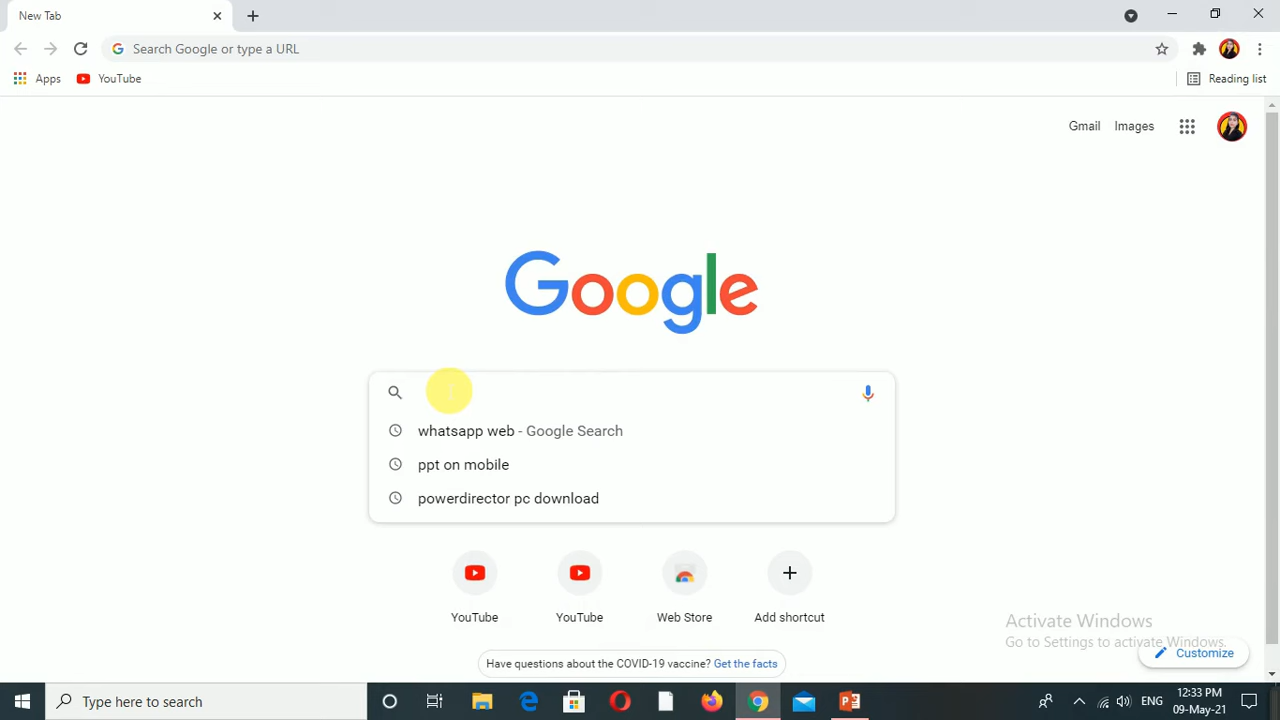 New Tab
Search Google or type a URL
Apps
YouTube
Reading list
Gmail
Images
Google
whatsapp web - Google Search
ppt on mobile
powerdirector pc download
YouTube
YouTube
Web Store
Add shortcut
Activate Windows
Go to Settings to activate Windows.
Customize
Have questions about the COVID-19 vaccine? Get the facts
Type here to search
ENG
12:33 PM
09-May-21